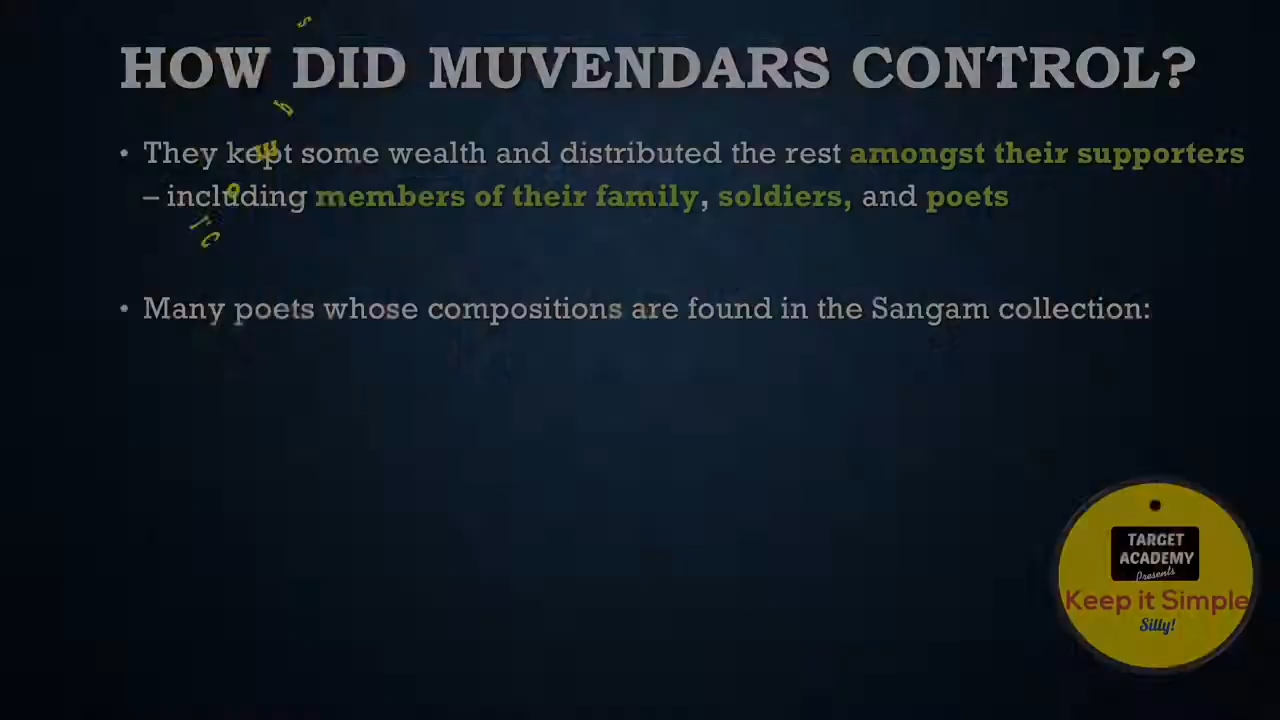 HOW DID MUVENDARS CONTROL?
• They kept some wealth and distributed the rest amongst their supporters
– including members of their family, soldiers, and poets
• Many poets whose compositions are found in the Sangam collection:
TARGET
ACADEMY
Presents
Keep it Simple
Silly!